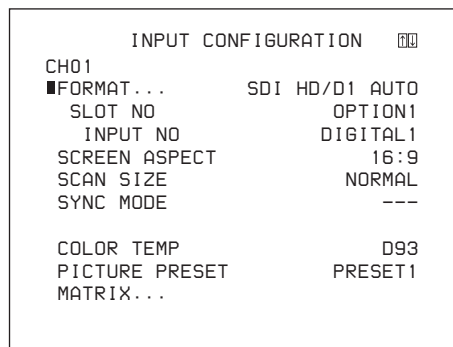 INPUT CONFIGURATION ↑↓
CH01
■FORMAT... SDI HD/D1 AUTO
SLOT NO OPTION1
INPUT NO DIGITAL1
SCREEN ASPECT 16:9
SCAN SIZE NORMAL
SYNC MODE ---
COLOR TEMP D93
PICTURE PRESET PRESET1
MATRIX...